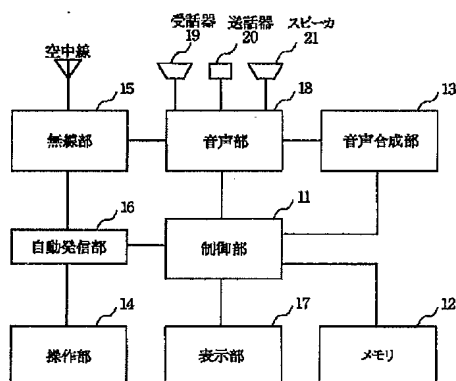 受話器
19
送話器
20
スピーカ
21
空中線
15
無線部
18
音声部
13
音声合成部
16
自動発信部
11
制御部
14
操作部
17
表示部
12
メモリ